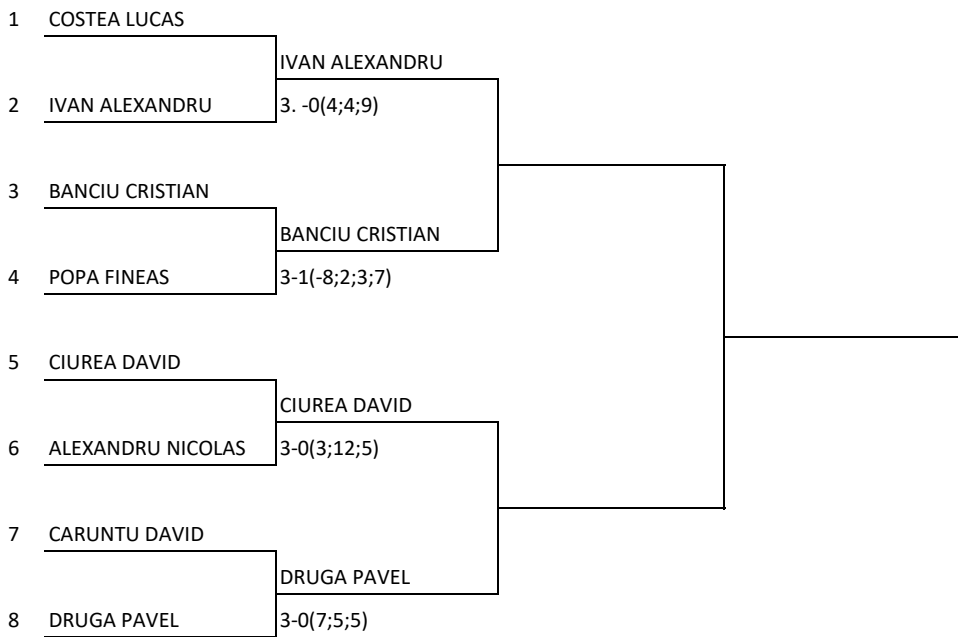 1 COSTEA LUCAS
IVAN ALEXANDRU
2 IVAN ALEXANDRU 3. -0(4;4;9)
3 BANCIU CRISTIAN
BANCIU CRISTIAN
4 POPA FINEAS 3-1(-8;2;3;7)
5 CIUREA DAVID
CIUREA DAVID
6 ALEXANDRU NICOLAS 3-0(3;12;5)
7 CARUNTU DAVID
DRUGA PAVEL
8 DRUGA PAVEL 3-0(7;5;5)